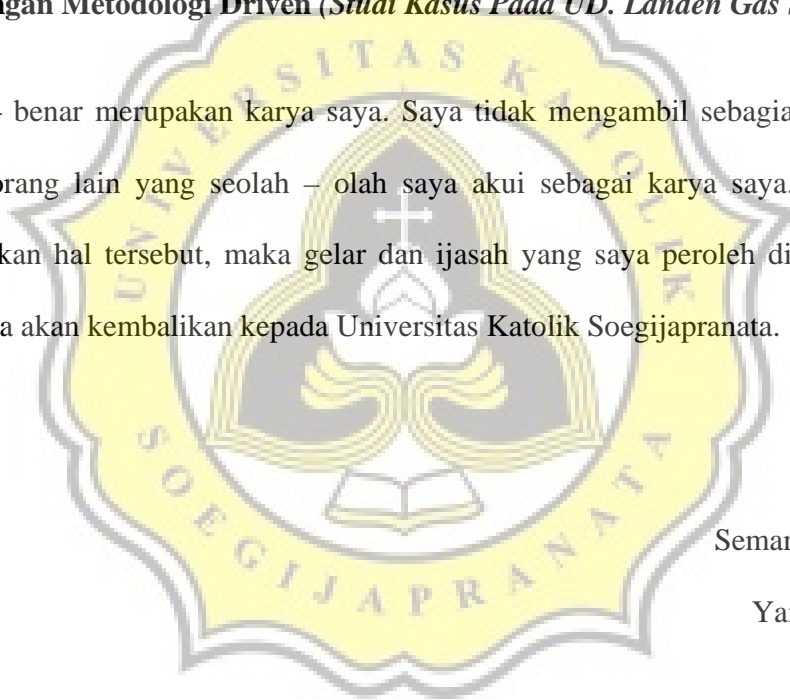 ngan Metodologi Driven (Studi Kasus Pada UD. Landen Gas
– benar merupakan karya saya. Saya tidak mengambil sebagia
orang lain yang seolah – olah saya akui sebagai karya saya.
kan hal tersebut, maka gelar dan ijasah yang saya peroleh di
a akan kembalikan kepada Universitas Katolik Soegijapranata.
UNIVERSITAS KATOLIK
SOEGIJAPRANATA
Semar
Ya